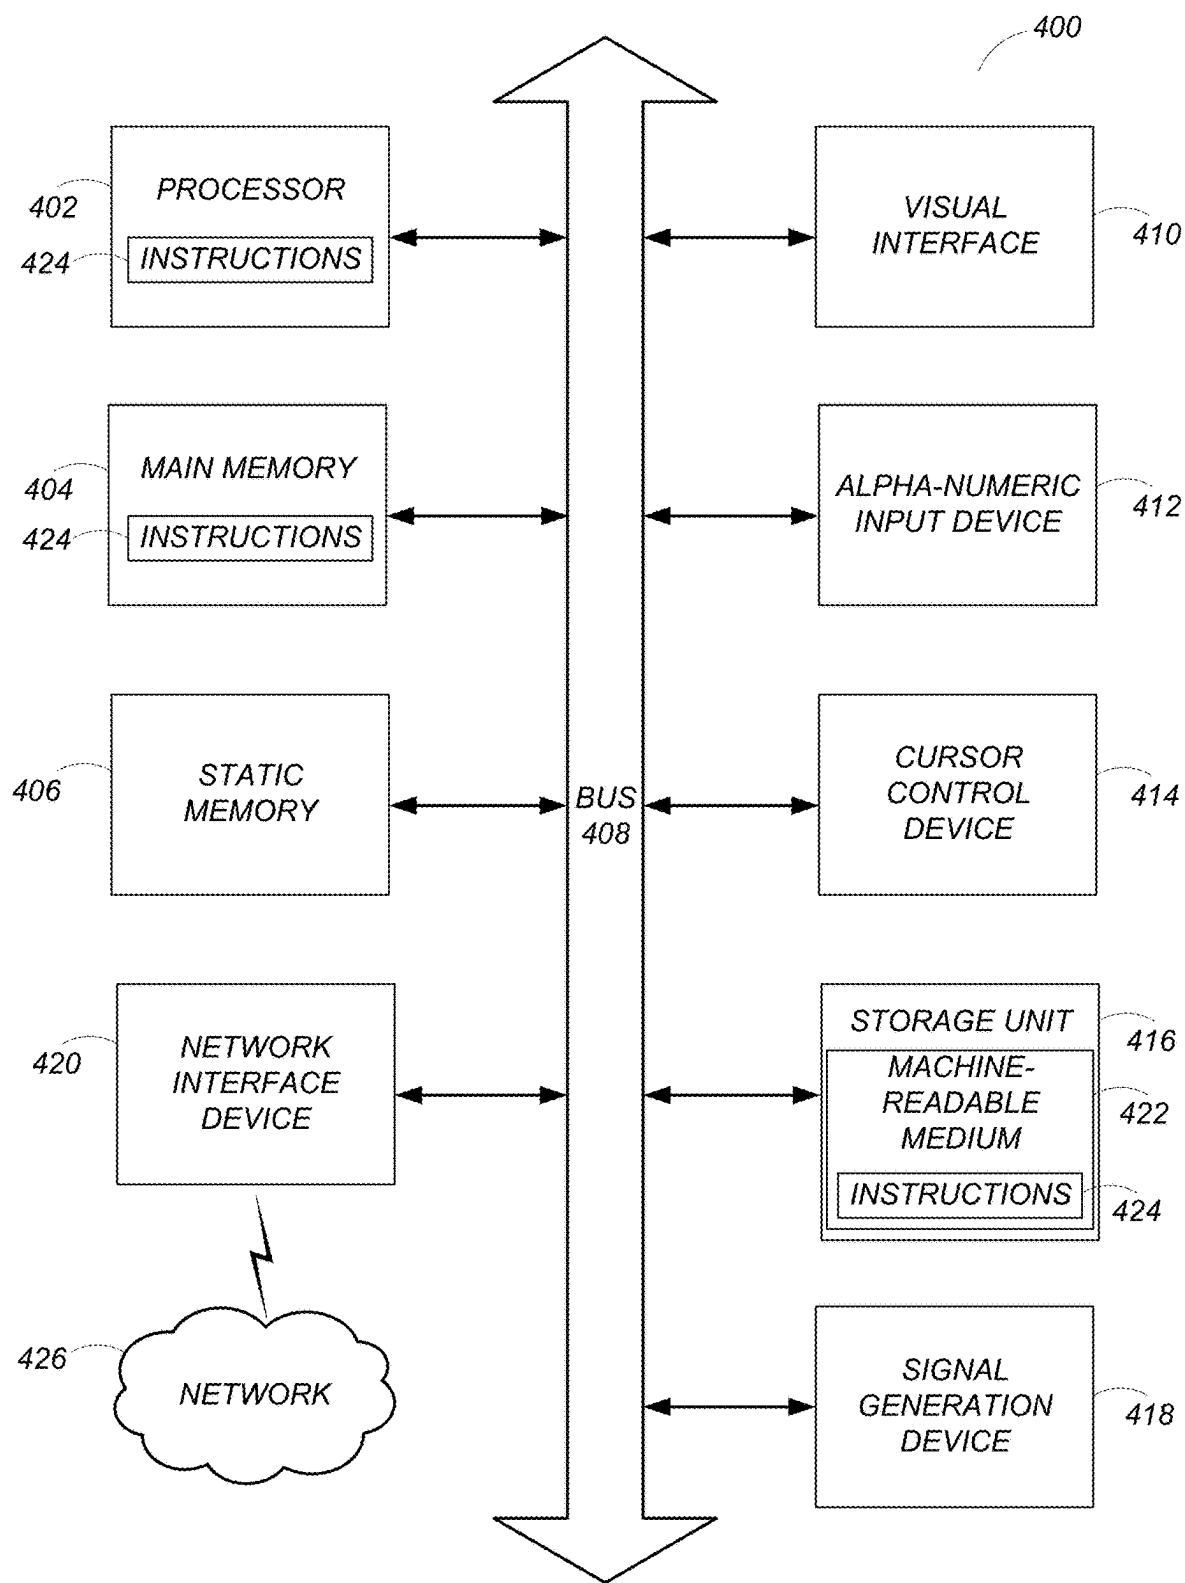 400
PROCESSOR
402
424
INSTRUCTIONS
VISUAL
INTERFACE
410
MAIN MEMORY
404
424
INSTRUCTIONS
ALPHA-NUMERIC
INPUT DEVICE
412
STATIC
MEMORY
406
BUS
408
CURSOR
CONTROL
DEVICE
414
NETWORK
INTERFACE
DEVICE
420
STORAGE UNIT
416
MACHINE-
READABLE
MEDIUM
422
INSTRUCTIONS
424
426
NETWORK
SIGNAL
GENERATION
DEVICE
418